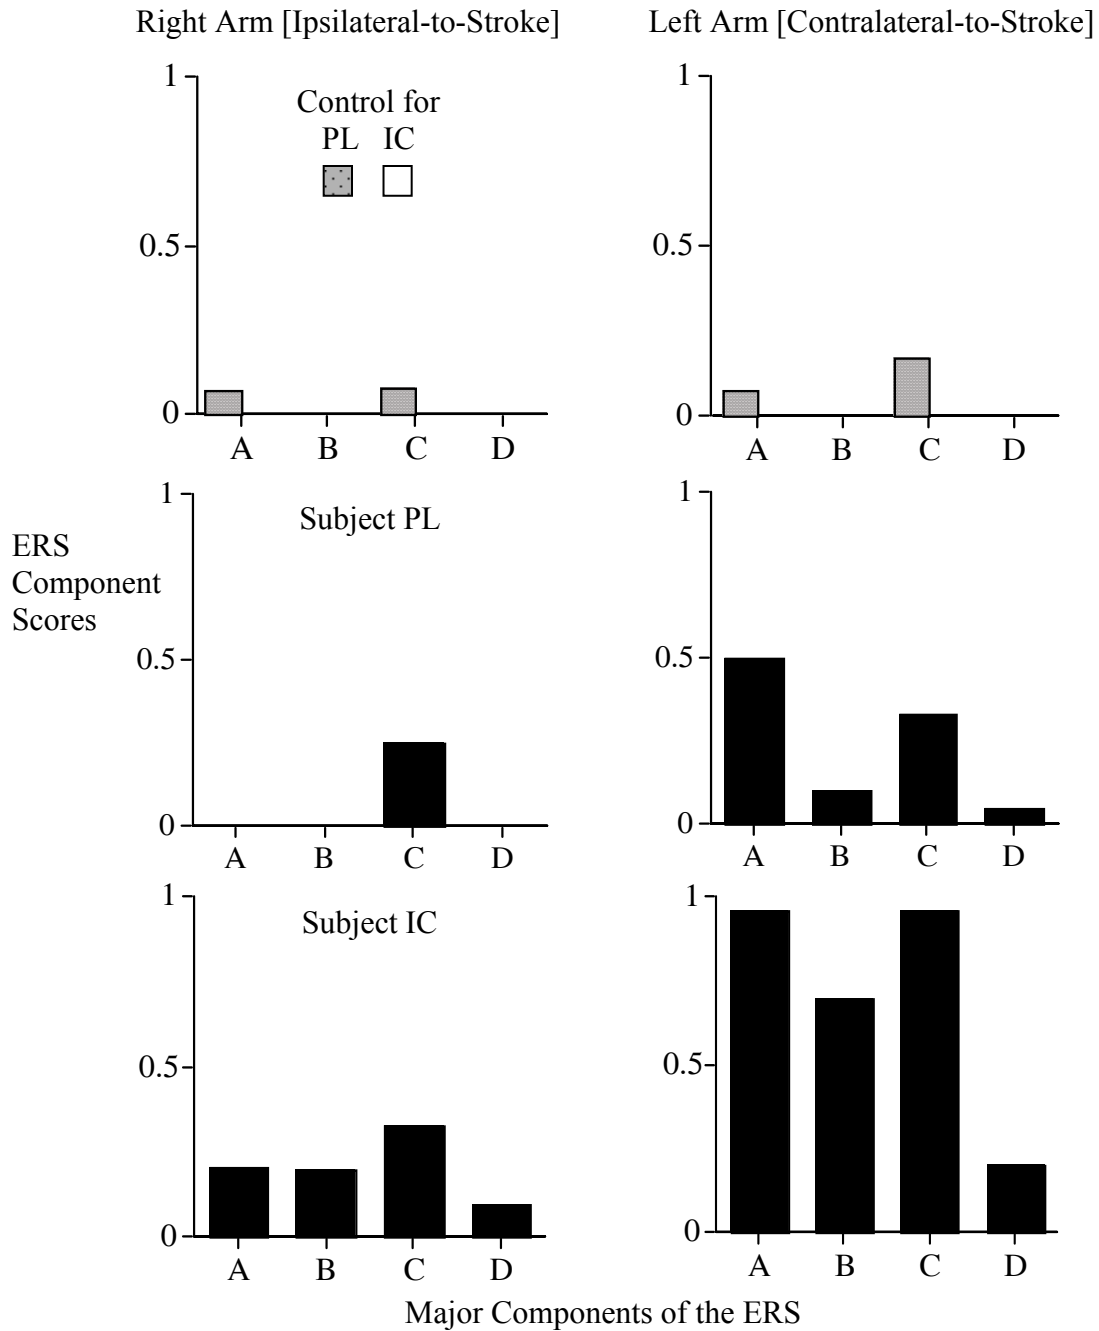 Right Arm [Ipsilateral-to-Stroke]
Left Arm [Contralateral-to-Stroke]
1
Control for
PL IC
0.5
0
A B C D
1
0.5
0
A B C D
ERS
Component
Scores
1
Subject PL
0.5
0
A B C D
1
0.5
0
A B C D
1
Subject IC
0.5
0
A B C D
1
0.5
0
A B C D
Major Components of the ERS